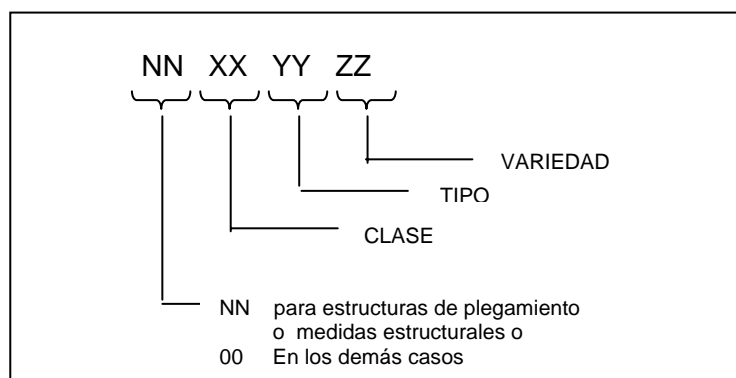 NN XX YY ZZ
VARIEDAD
TIPO
CLASE
NN para estructuras de plegamiento
o medidas estructurales o
00 En los demás casos